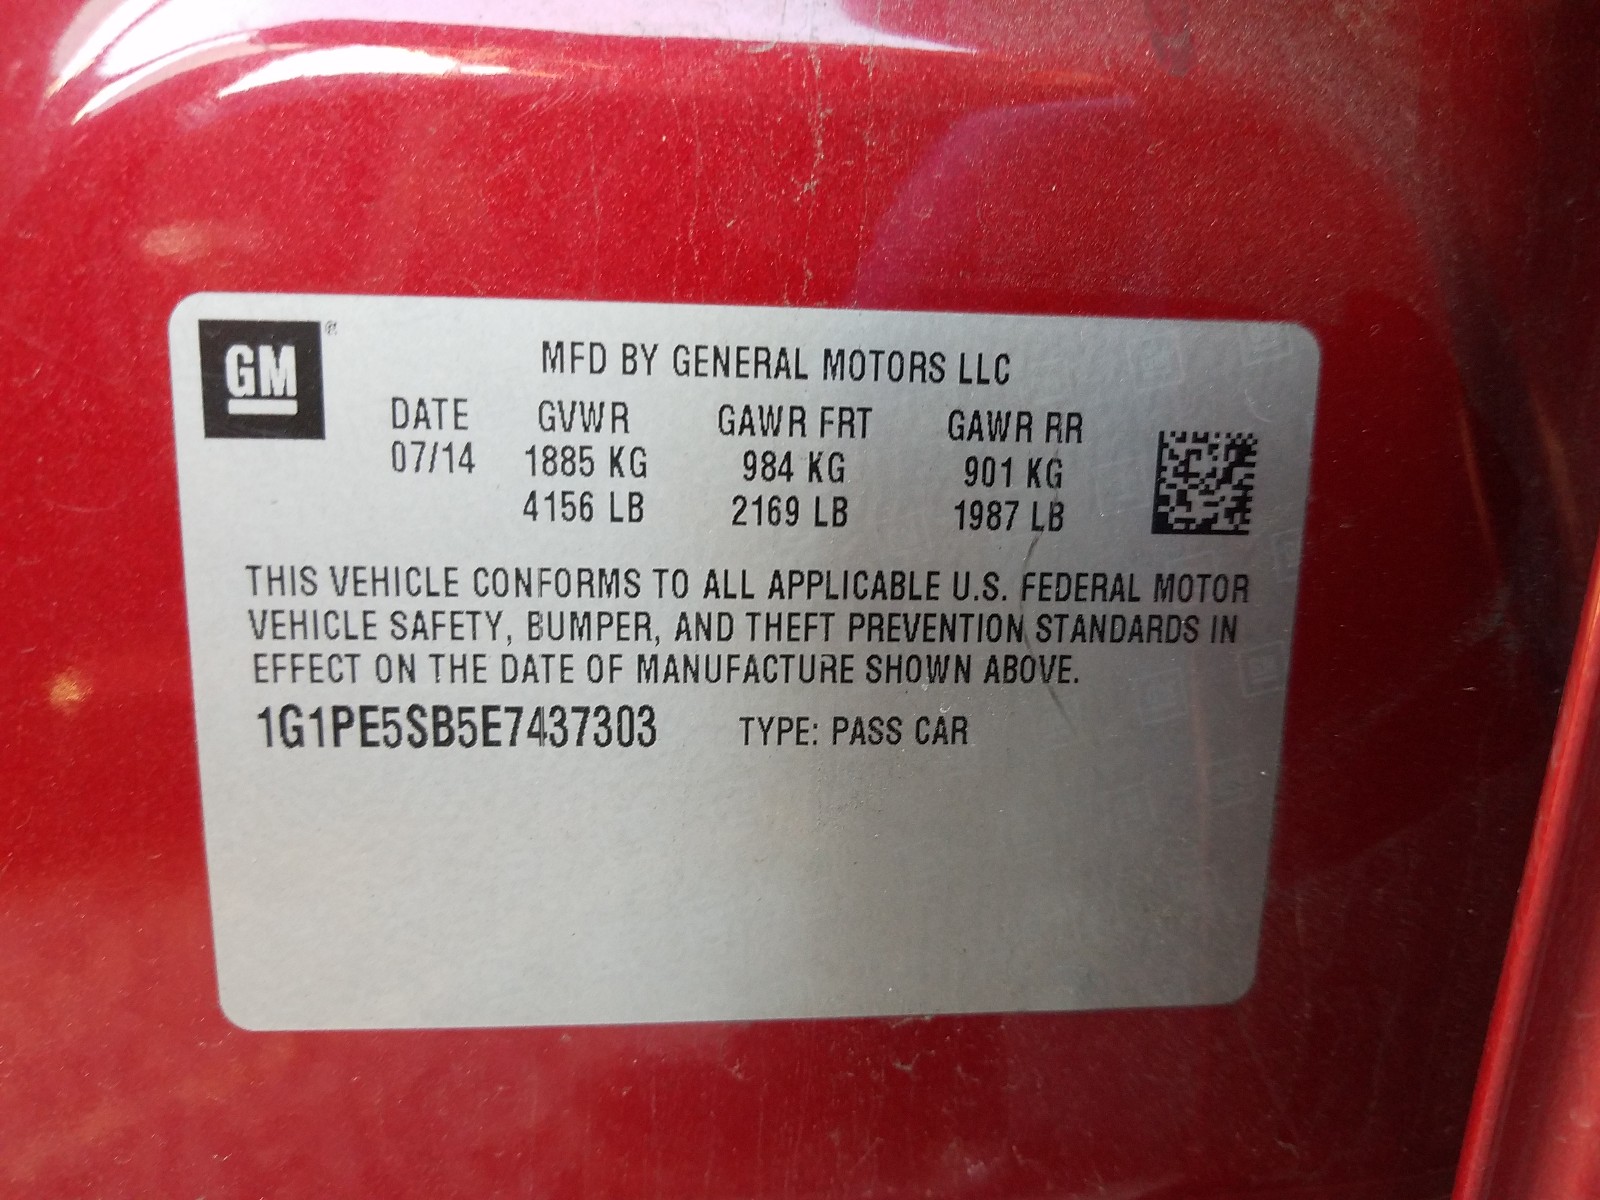 GM ®
MFD BY GENERAL MOTORS LLC
DATE GVWR GAWR FRT GAWR RR
07/14 1885 KG 984 KG 901 KG
4156 LB 2169 LB 1987 LB
THIS VEHICLE CONFORMS TO ALL APPLICABLE U.S. FEDERAL MOTOR
VEHICLE SAFETY, BUMPER, AND THEFT PREVENTION STANDARDS IN
EFFECT ON THE DATE OF MANUFACTURE SHOWN ABOVE.
1G1PE5SB5E7437303 TYPE: PASS CAR